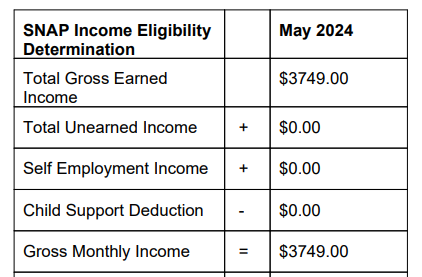 SNAP Income Eligibility
Determination
May 2024
Total Gross Earned
Income
$3749.00
Total Unearned Income + $0.00
Self Employment Income + $0.00
Child Support Deduction - $0.00
Gross Monthly Income = $3749.00